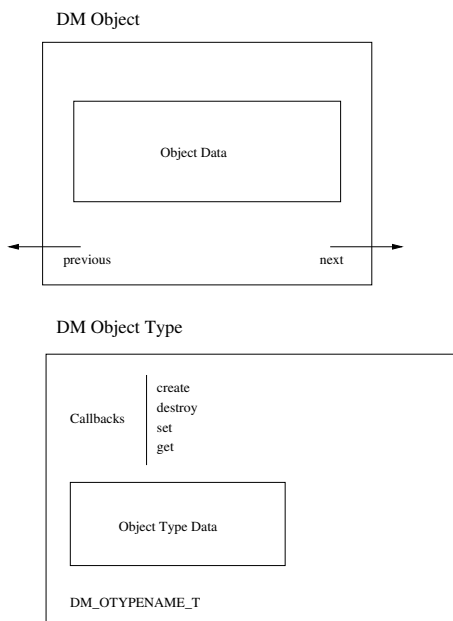 DM Object
Object Data
previous next
DM Object Type
Callbacks
create
destroy
set
get
Object Type Data
DM_OTYPENAME_T